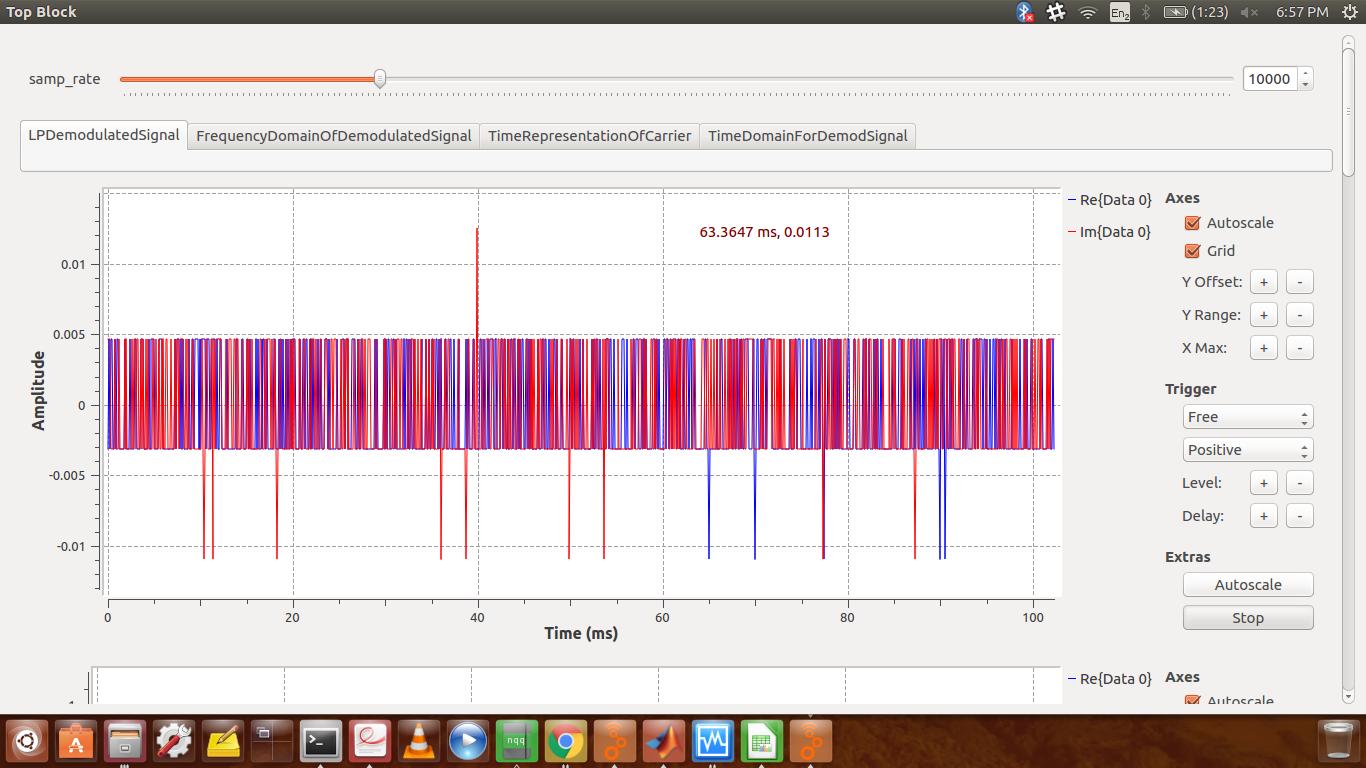 Top Block
En2
(1:23)
6:57 PM
samp_rate
10000
LPDemodulatedSignal
FrequencyDomainOfDemodulatedSignal
TimeRepresentationOfCarrier
TimeDomainForDemodSignal
63.3647 ms, 0.0113
Re{Data 0}
Im{Data 0}
Amplitude
0.01
0.005
0
-0.005
-0.01
0 20 40 60 80 100
Time (ms)
Axes
Autoscale
Grid
Y Offset: + -
Y Range: + -
X Max: + -
Trigger
Free
Positive
Level: + -
Delay: + -
Extras
Autoscale
Stop
Re{Data 0}
Axes
Autoscale
nqq